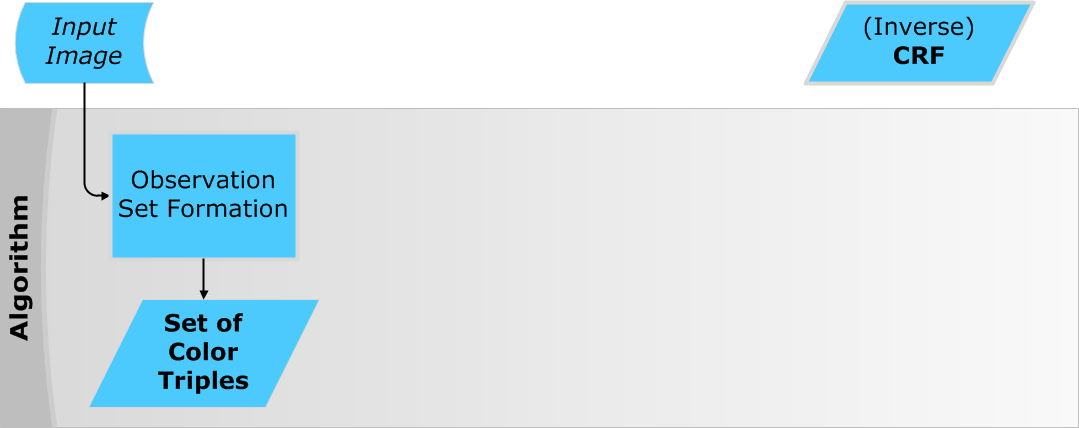 Input
Image
(Inverse)
CRF
Algorithm
Observation
Set Formation
Set of
Color
Triples